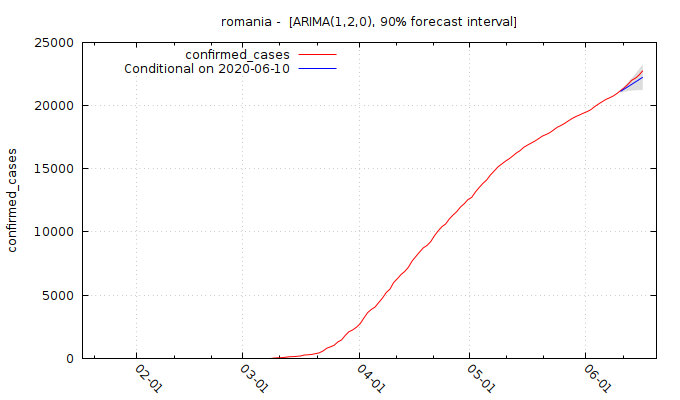 romania -  [ARIMA(1,2,0), 90% forecast interval]
25000
20000
15000
10000
5000
0
confirmed_cases
confirmed_cases
Conditional on 2020-06-10
02-01
03-01
04-01
05-01
06-01